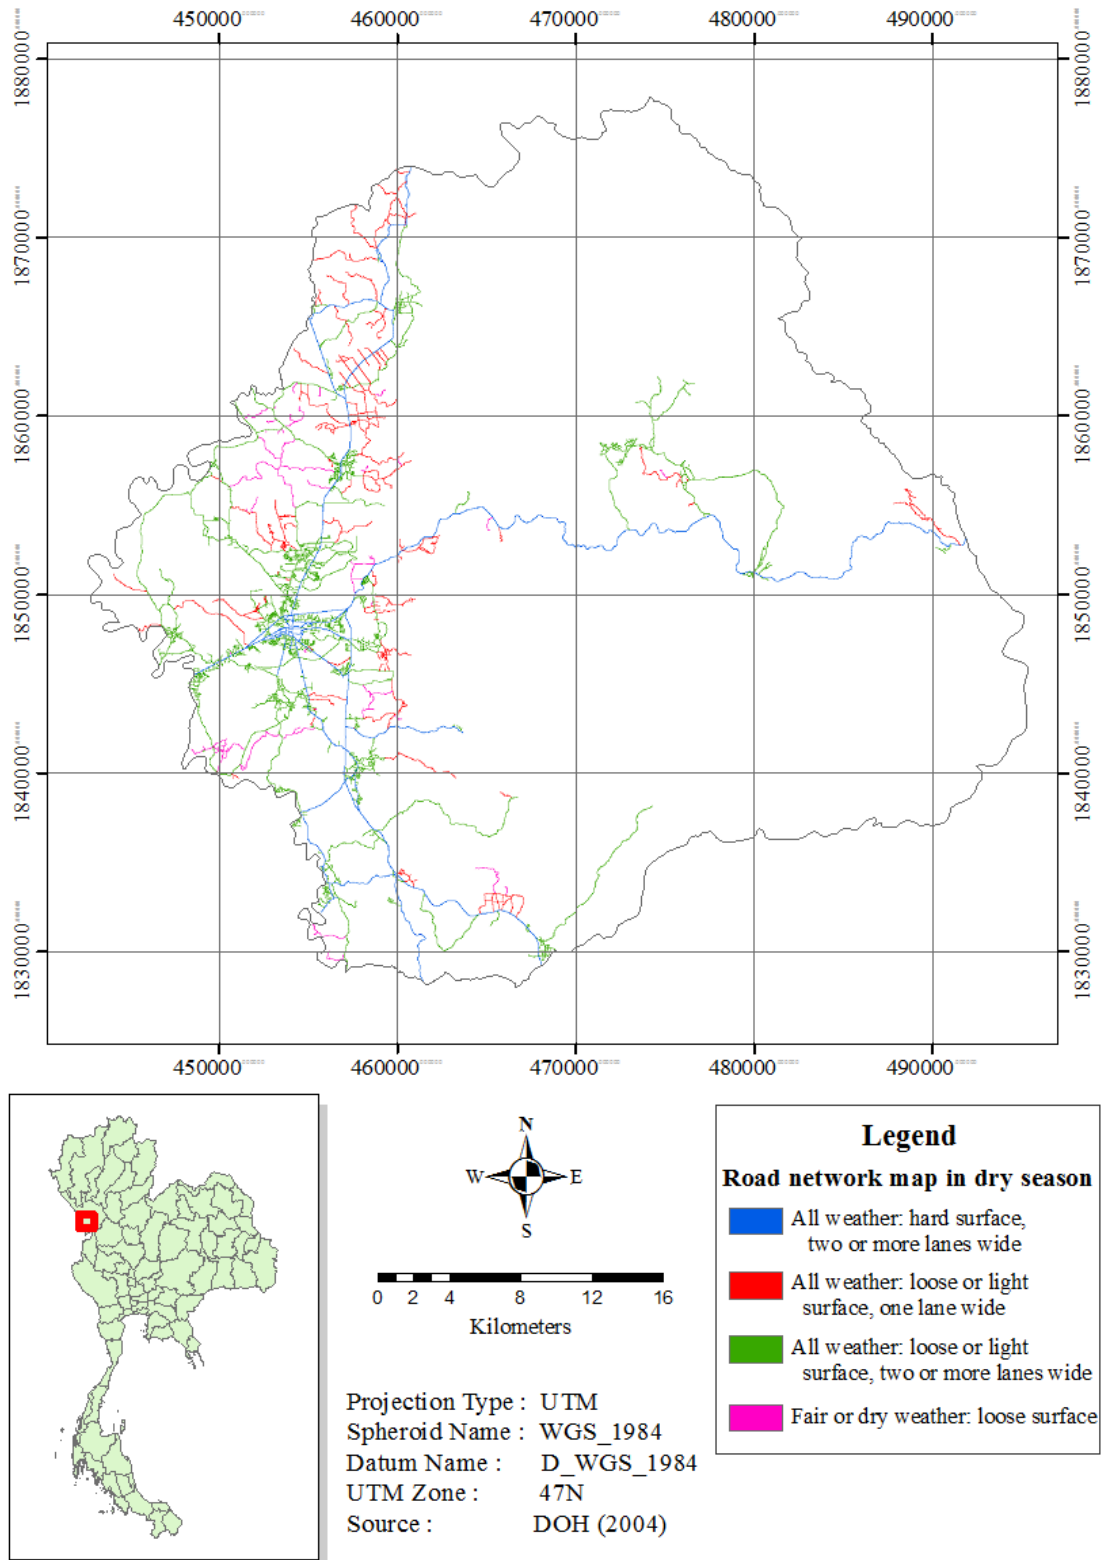 450000 460000 470000 480000 490000
1880000 1880000
1870000 1870000
1860000 1860000
1850000 1850000
1840000 1840000
1830000 1830000
450000 460000 470000 480000 490000
N
W E
S
0 2 4 8 12 16
Kilometers
Projection Type : UTM
Spheroid Name : WGS_1984
Datum Name : D_WGS_1984
UTM Zone : 47N
Source : DOH (2004)
Legend
Road network map in dry season
All weather: hard surface,
two or more lanes wide
All weather: loose or light
surface, one lane wide
All weather: loose or light
surface, two or more lanes wide
Fair or dry weather: loose surface